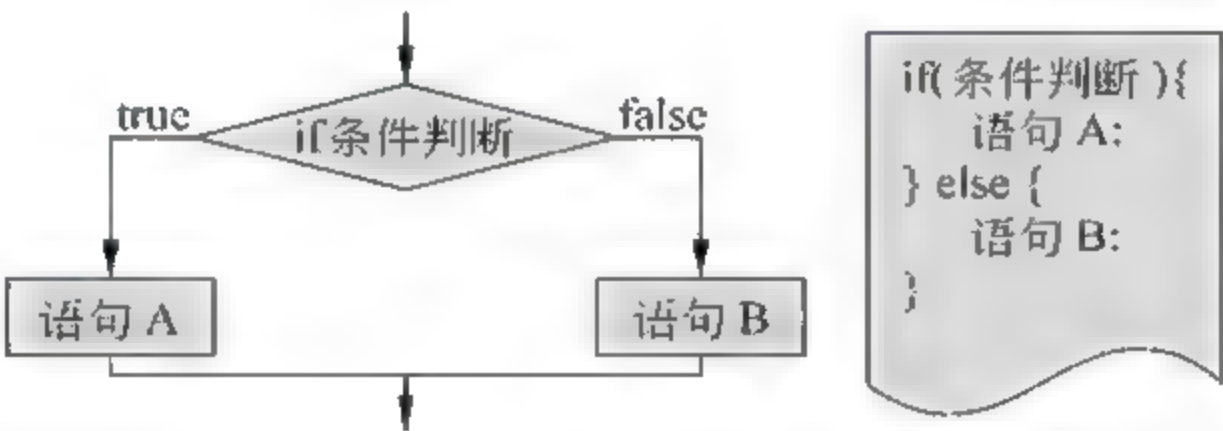 true
if条件判断
false
语句 A
语句 B
if(条件判断){
语句 A:
} else {
语句 B:
}